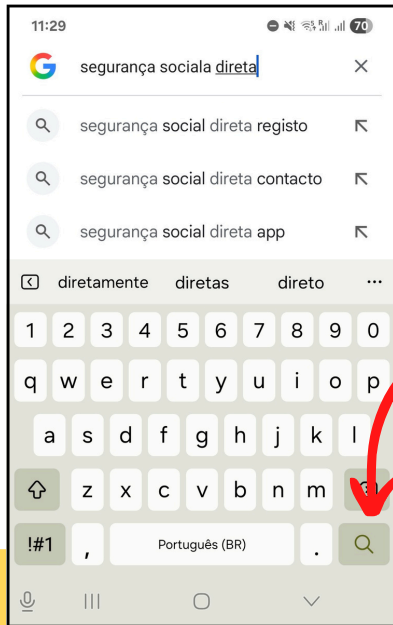 11:29 70
segurança sociala direta
segurança social direta registo
segurança social direta contacto
segurança social direta app
diretamente diretas direto ...
1 2 3 4 5 6 7 8 9 0
q w e r t y u i o p
a s d f g h j k l
z x c v b n m
!#1 , Português (BR) .